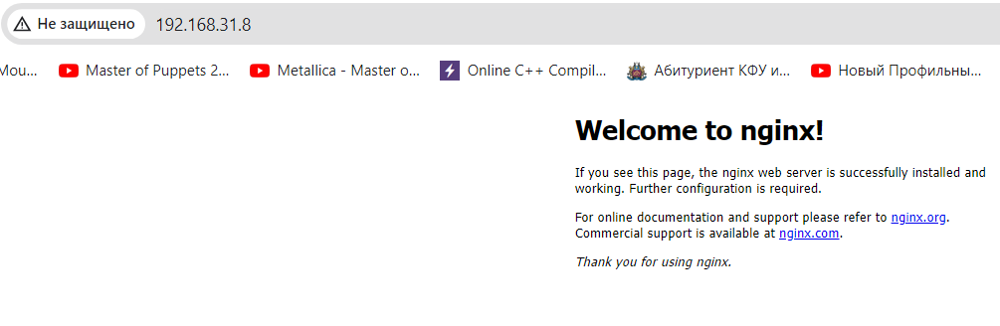 Не защищено 192.168.31.8
Mou... Master of Puppets 2... Metallica - Master o... Online C++ Compil... Абитуриент КФУ и... Новый Профильны...
Welcome to nginx!
If you see this page, the nginx web server is successfully installed and
working. Further configuration is required.
For online documentation and support please refer to nginx.org.
Commercial support is available at nginx.com.
Thank you for using nginx.